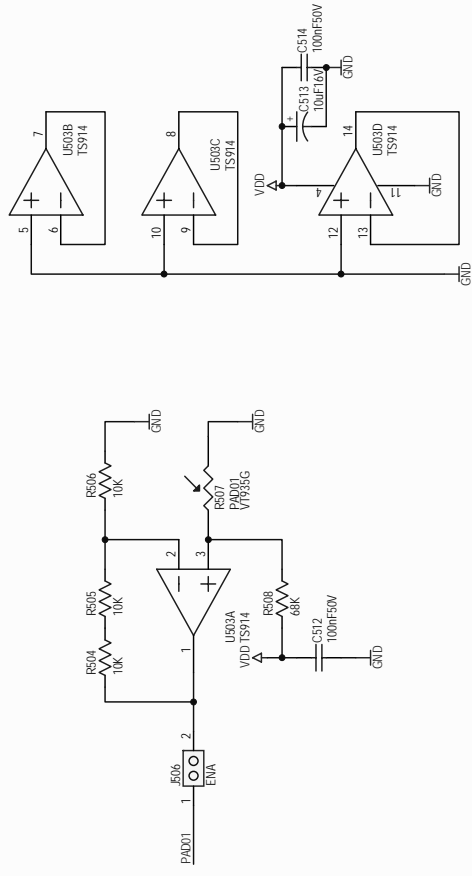 5
6
7
U503B
TS914
10
9
8
U503C
TS914
VDD
4
11
C513
10uF16V
+
C514
100nF50V
GND
12
13
14
U503D
TS914
GND
GND
R506
10K
GND
R505
10K
R504
10K
2
3
1
U503A
TS914
R507
PAD01
VT935G
GND
R508
68K
VDD
C512
100nF50V
GND
J506
ENA
2
1
PAD01